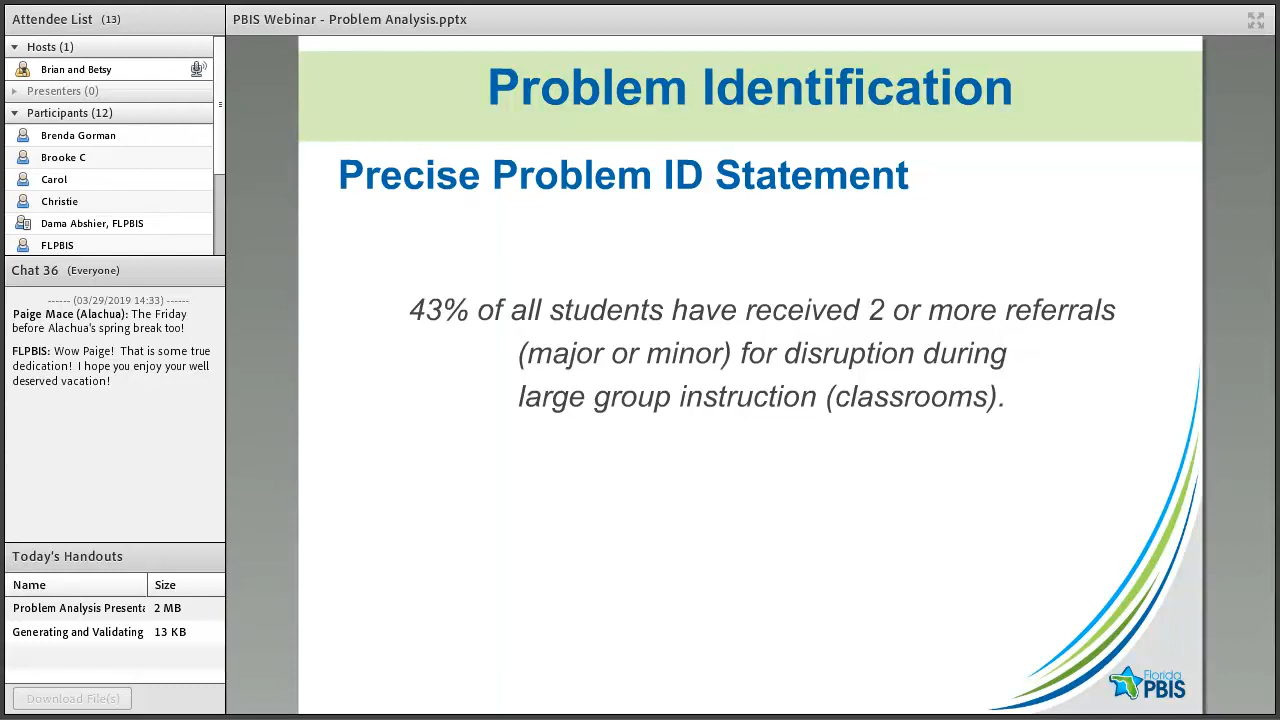 Attendee List (13)
Hosts (1)
Brian and Betsy
Presenters (0)
Participants (12)
Brenda Gorman
Brooke C
Carol
Christie
Dama Abshier, FLPBIS
FLPBIS
Chat 36 (Everyone)
------ (03/29/2019 14:33) ------
Paige Mace (Alachua): The Friday
before Alachua's spring break too!
FLPBIS: Wow Paige! That is some true
dedication! I hope you enjoy your well
deserved vacation!
Today's Handouts
Name Size
Problem Analysis Presenta 2 MB
Generating and Validating 13 KB
Download File(s)
PBIS Webinar - Problem Analysis.pptx
Problem Identification
Precise Problem ID Statement
43% of all students have received 2 or more referrals
(major or minor) for disruption during
large group instruction (classrooms).
Florida
PBIS